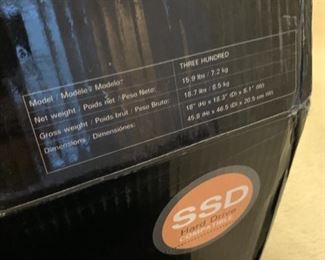 Model / Modèle / Modelo: THREE HUNDRED
Net weight / Poids net / Peso Neto: 15.9 lbs / 7.2 kg
Gross weight / Poids brut / Peso Bruto: 18.7 lbs / 8.5 kg
Dimensions / Dimensiones: 18" (H) x 18.3" (D) x 8.1" (W)
45.8 (H) x 46.5 (D) x 20.5 cm (W)
SSD
Hard Drive
COMPATIBLE